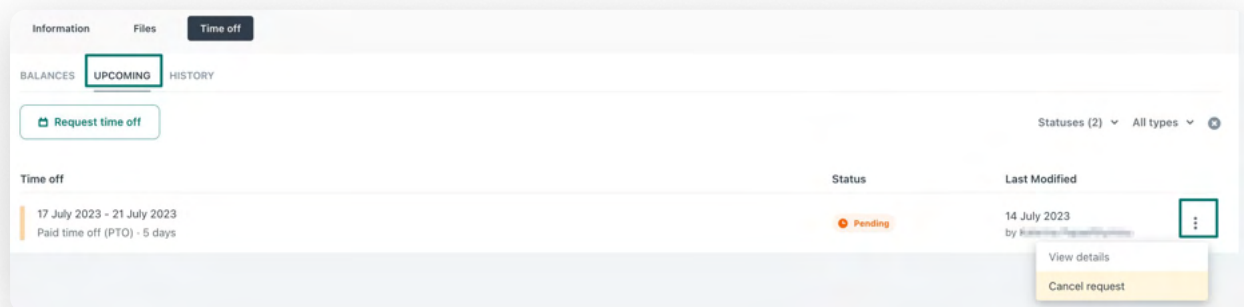 Information Files Time off
BALANCES UPCOMING HISTORY
Request time off Statuses (2) All types
Time off Status Last Modified
17 July 2023 - 21 July 2023 14 July 2023
Paid time off (PTO) · 5 days Pending by
View details
Cancel request